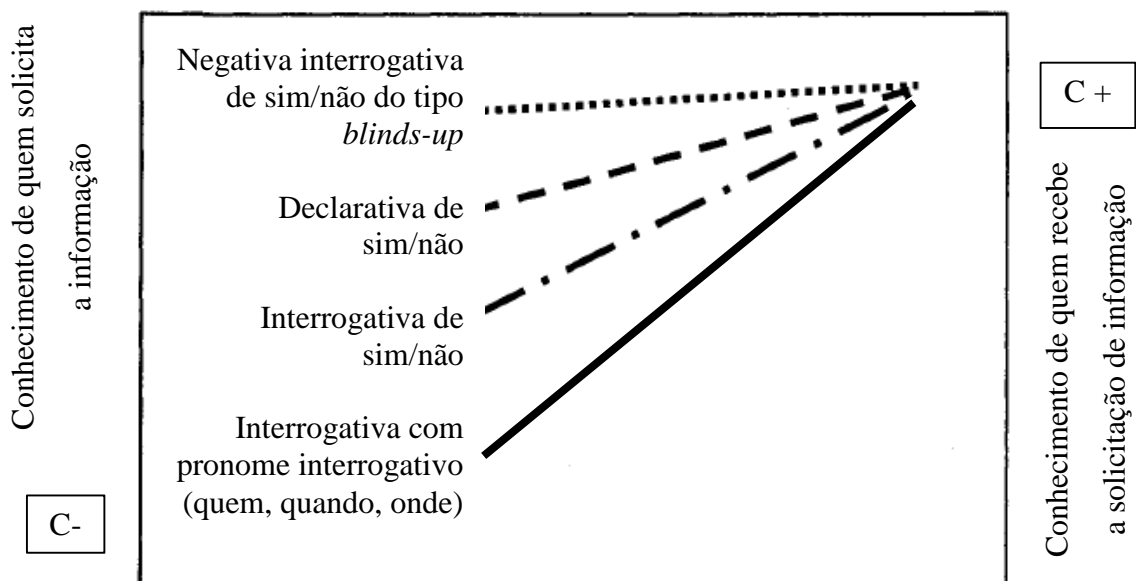 Conhecimento de quem solicita
a informação
Negativa interrogativa
de sim/não do tipo
blinds-up
Declarativa de
sim/não
Interrogativa de
sim/não
Interrogativa com
pronome interrogativo
(quem, quando, onde)
C-
C +
Conhecimento de quem recebe
a solicitação de informação